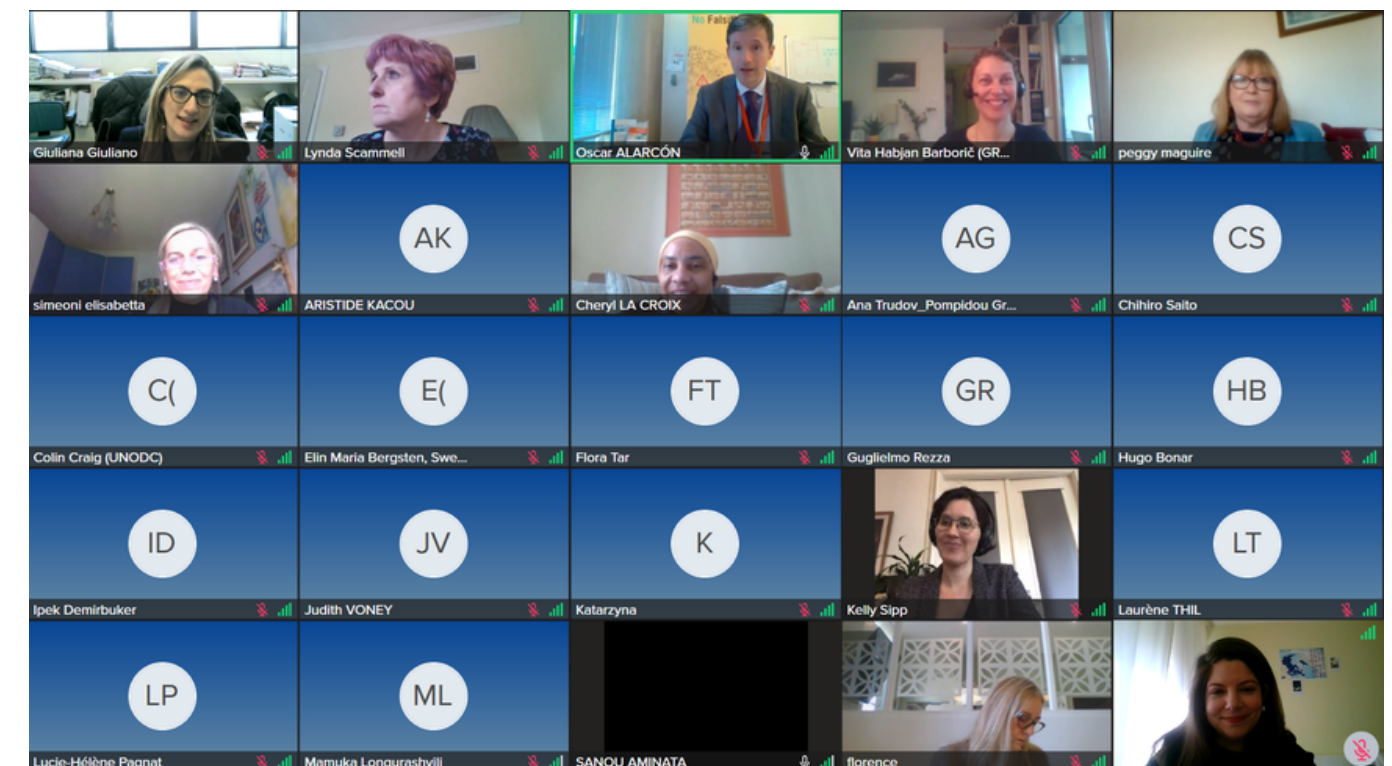 No Falsif
Giuliana Giuliano
Lynda Scammell
Oscar ALARCÓN
Vita Habjan Barborič (GR...
peggy maguire
AK
AG
CS
simeoni elisabetta
ARISTIDE KACOU
Cheryl LA CROIX
Ana Trudov_Pompidou Gr...
Chihiro Saito
C(
E(
FT
GR
HB
Colin Craig (UNODC)
Elin Maria Bergsten, Swe...
Flora Tar
Guglielmo Rezza
Hugo Bonar
ID
JV
K
LT
Ipek Demirbuker
Judith VONEY
Katarzyna
Kelly Sipp
Laurène THIL
LP
ML
Lucie-Hélène Pagnat
Mamuka Longurashvili
SANOU AMINATA
florence